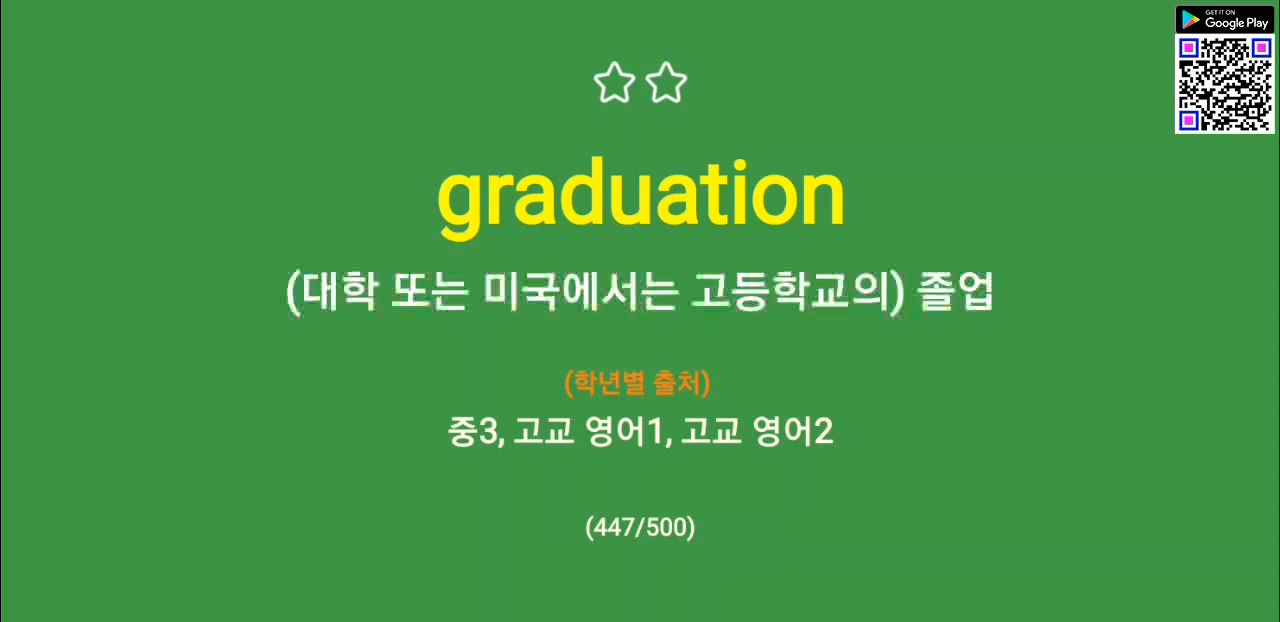 GET IT ON
Google Play
graduation
(대학 또는 미국에서는 고등학교의) 졸업
(학년별 출처)
중3, 고교 영어1, 고교 영어2
(447/500)